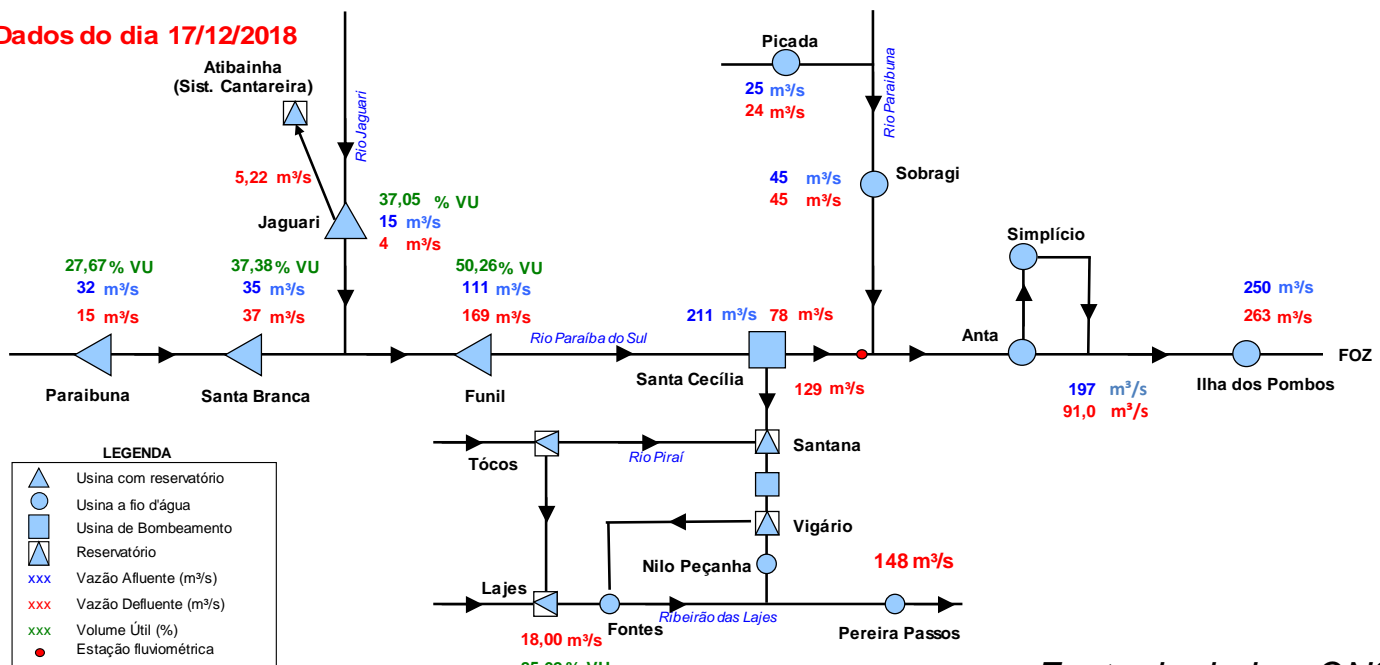 Dados do dia 17/12/2018
Atibainha
(Sist. Cantareira)
Rio Jaguari
5,22 m³/s
Jaguari
37,05 % VU
15 m³/s
4 m³/s
Picada
25 m³/s
24 m³/s
Rio Paraibuna
45 m³/s
45 m³/s
Sobragi
27,67% VU
32 m³/s
15 m³/s
Paraibuna
37,38% VU
35 m³/s
37 m³/s
Santa Branca
50,26% VU
111 m³/s
169 m³/s
Funil
Rio Paraíba do Sul
211 m³/s 78 m³/s
Santa Cecília
129 m³/s
Simplício
Anta
197 m³/s
91,0 m³/s
250 m³/s
263 m³/s
Ilha dos Pombos
FOZ
Tócos
Rio Piraí
Santana
Vigário
Nilo Peçanha
148 m³/s
Lajes
18,00 m³/s
Fontes
Ribeirão das Lajes
Pereira Passos
LEGENDA
Usina com reservatório
Usina a fio d'água
Usina de Bombeamento
Reservatório
xxx Vazão Afluente (m³/s)
xxx Vazão Defluente (m³/s)
xxx Volume Útil (%)
Estação fluviométrica